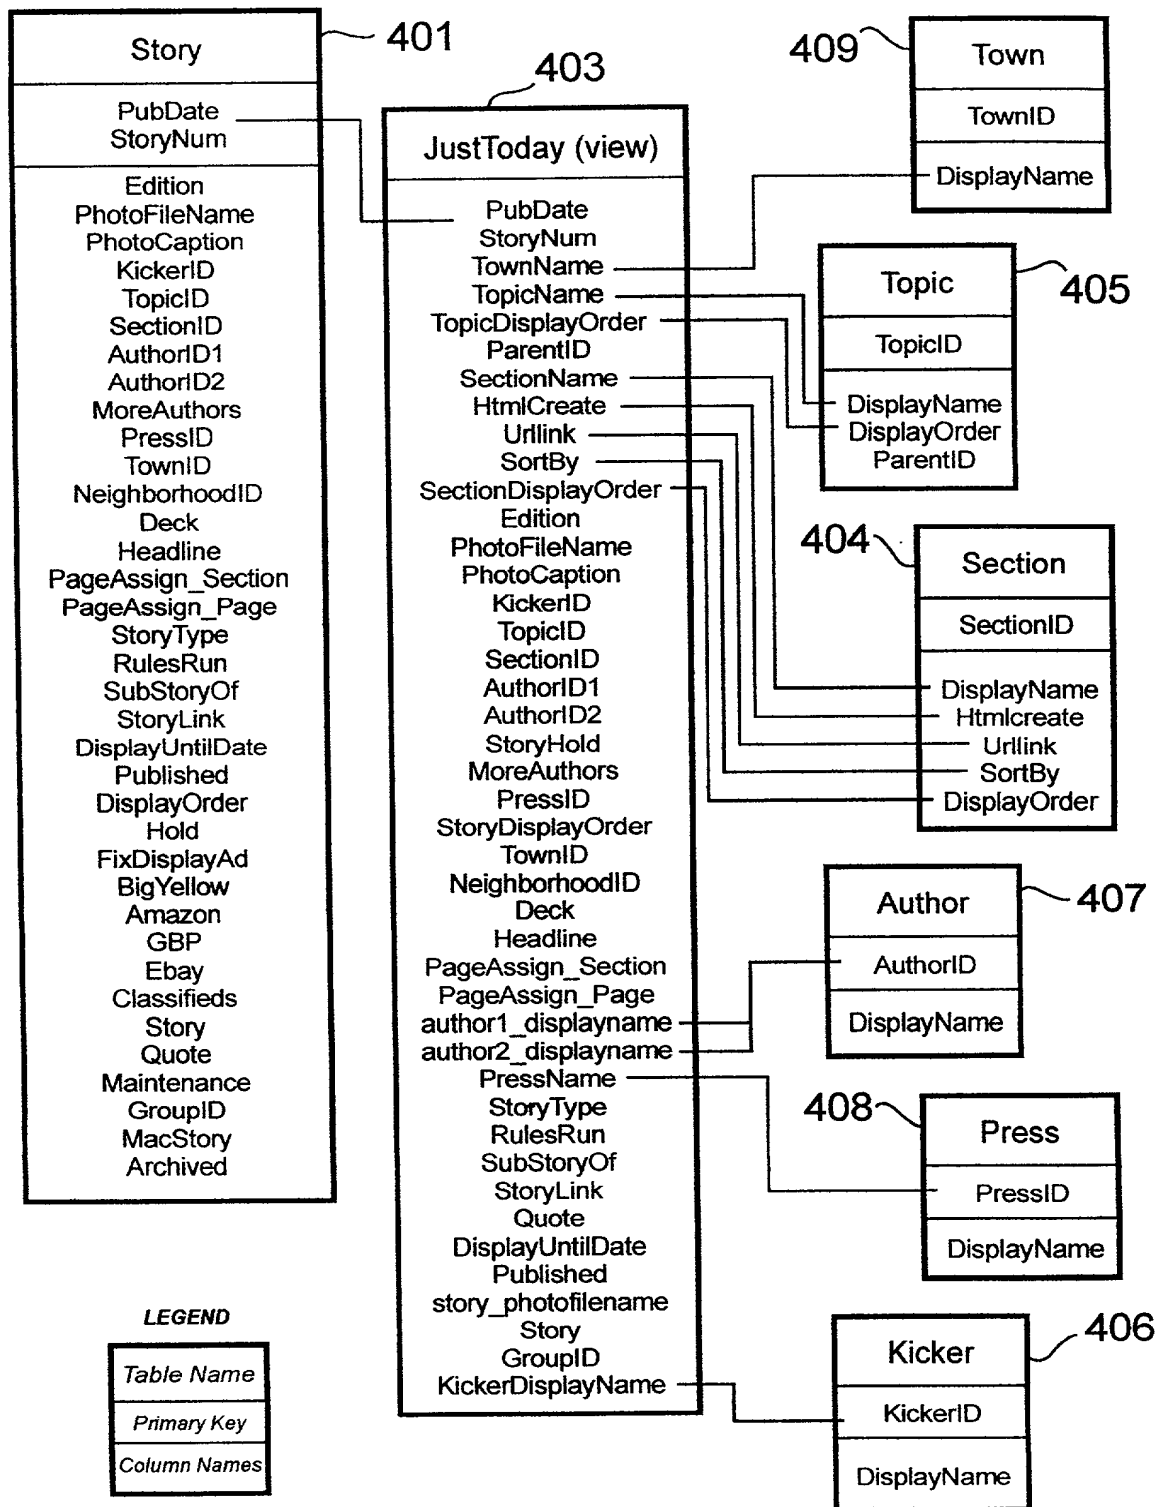 Story
401
PubDate
StoryNum
Edition
PhotoFileName
PhotoCaption
KickerID
TopicID
SectionID
AuthorID1
AuthorID2
MoreAuthors
PressID
TownID
NeighborhoodID
Deck
Headline
PageAssign_Section
PageAssign_Page
StoryType
RulesRun
SubStoryOf
StoryLink
DisplayUntilDate
Published
DisplayOrder
Hold
FixDisplayAd
BigYellow
Amazon
GBP
Ebay
Classifieds
Story
Quote
Maintenance
GroupID
MacStory
Archived
LEGEND
Table Name
Primary Key
Column Names
403
JustToday (view)
PubDate
StoryNum
TownName
TopicName
TopicDisplayOrder
ParentID
SectionName
HtmlCreate
Urllink
SortBy
SectionDisplayOrder
Edition
PhotoFileName
PhotoCaption
KickerID
TopicID
SectionID
AuthorID1
AuthorID2
StoryHold
MoreAuthors
PressID
StoryDisplayOrder
TownID
NeighborhoodID
Deck
Headline
PageAssign_Section
PageAssign_Page
author1_displayname
author2_displayname
PressName
StoryType
RulesRun
SubStoryOf
StoryLink
Quote
DisplayUntilDate
Published
story_photofilename
Story
GroupID
KickerDisplayName
409
Town
TownID
DisplayName
405
Topic
TopicID
DisplayName
DisplayOrder
ParentID
404
Section
SectionID
DisplayName
Htmlcreate
Urllink
SortBy
DisplayOrder
407
Author
AuthorID
DisplayName
408
Press
PressID
DisplayName
406
Kicker
KickerID
DisplayName